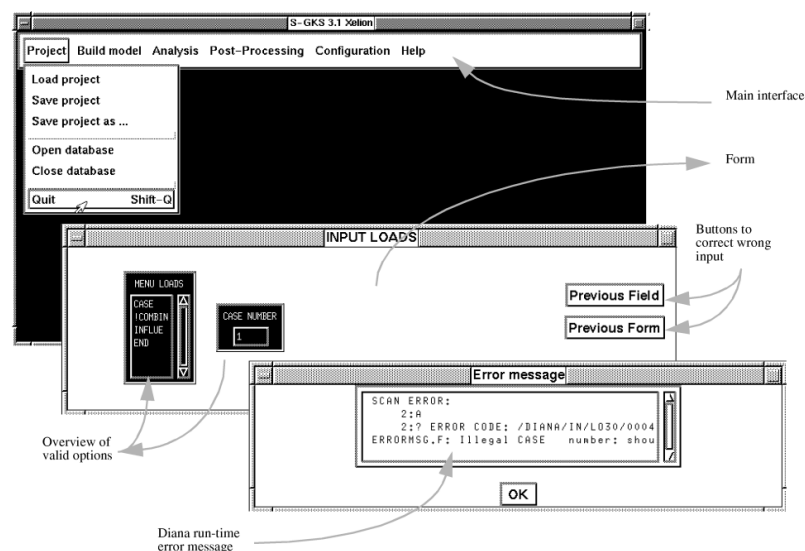 S-GKS 3.1 Xelion
Project Build model Analysis Post-Processing Configuration Help
Load project
Save project
Save project as ...
Open database
Close database
Quit Shift-Q
Main interface
Form
INPUT LOADS
Buttons to
correct wrong
input
MENU LOADS
CASE
!COMBIN
INFLUE
END
CASE NUMBER
1
Previous Field
Previous Form
Error message
SCAN ERROR:
2:A
2:? ERROR CODE: /DIANA/IN/LO30/0004
ERRORMSG.F: Illegal CASE number: shou
OK
Overview of
valid options
Diana run-time
error message